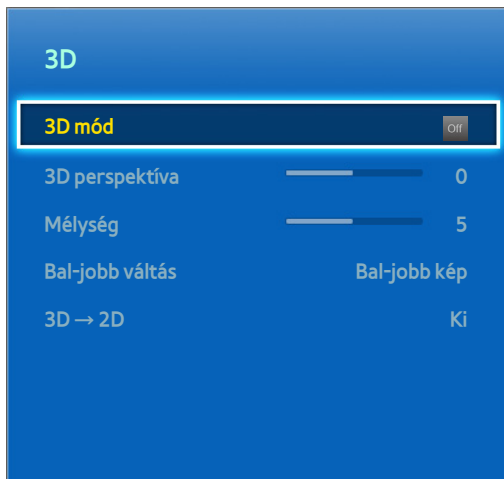 3D
3D mód Off
3D perspektíva 0
Mélység 5
Bal-jobb váltás Bal-jobb kép
3D → 2D Ki